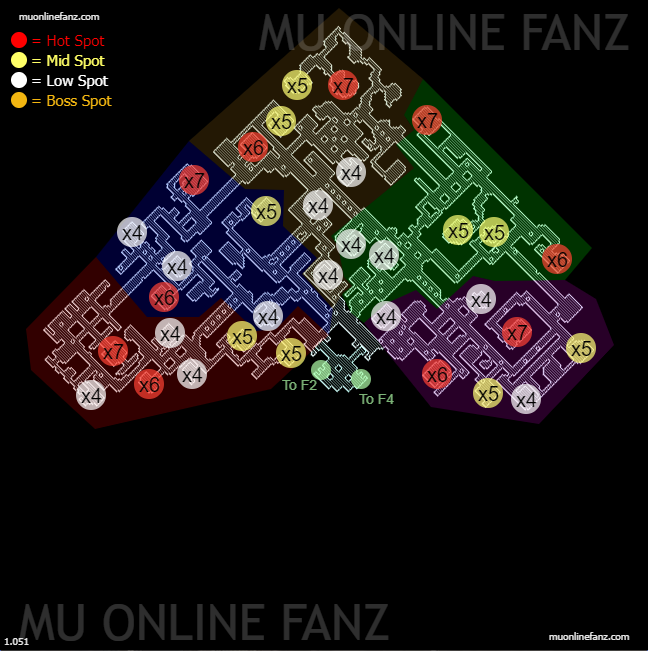 muonlinefanz.com
MU ONLINE FANZ
= Hot Spot
= Mid Spot
= Low Spot
= Boss Spot
x5
x7
x5
x7
x6
x4
x7
x4
x5
x4
x5
x5
x4
x4
x6
x4
x4
x6
x4
x4
x4
x4
x5
x7
x5
x7
x5
x4
x6
x6
x5
x4
x4
To F2
To F4
MU ONLINE FANZ
1.051
muonlinefanz.com